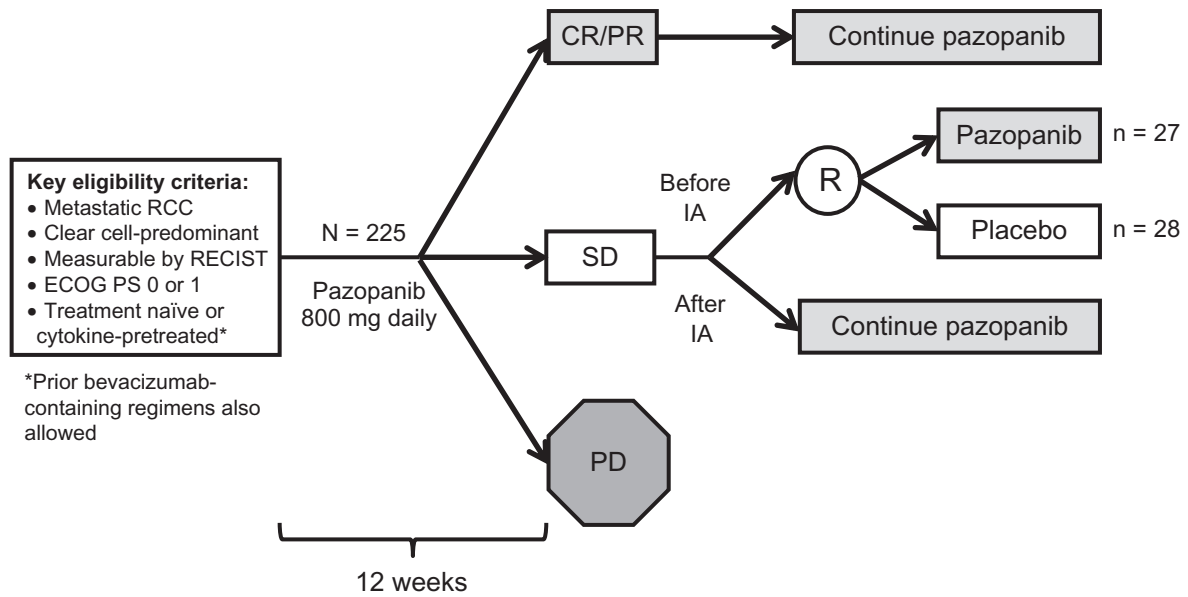 CR/PR
Continue pazopanib
Key eligibility criteria:
• Metastatic RCC
• Clear cell-predominant
• Measurable by RECIST
• ECOG PS 0 or 1
• Treatment naïve or
cytokine-pretreated*
*Prior bevacizumab-
containing regimens also
allowed
N = 225
Pazopanib
800 mg daily
SD
Before
IA
R
Pazopanib
n = 27
Placebo
n = 28
After
IA
Continue pazopanib
PD
12 weeks